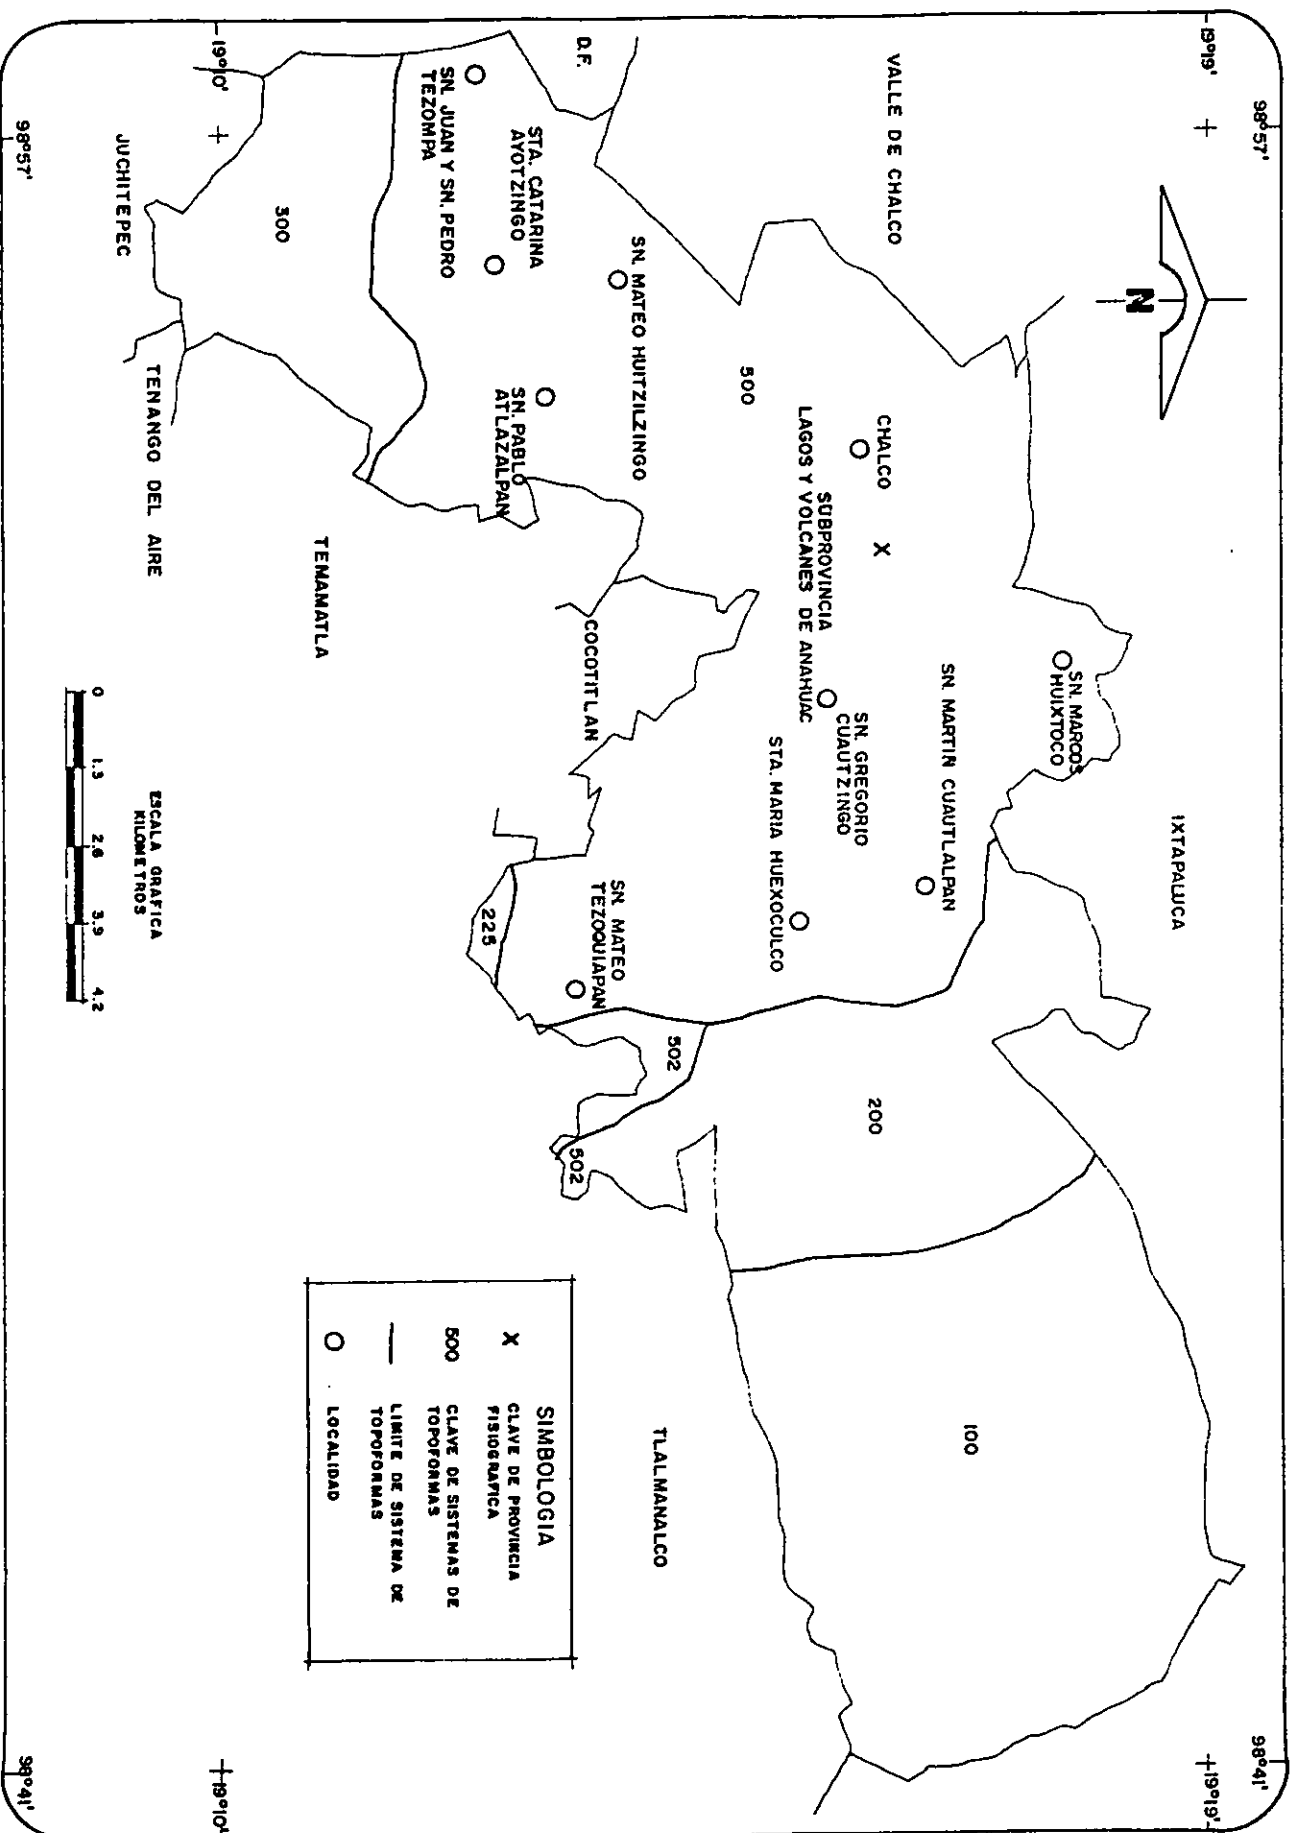 98°57'
98°41'
19°19'
19°19'
N
VALLE DE CHALCO
IXTAPALUCA
SN. MARCOS
HUIXTOCO
SN. MARTIN CUAUTLALPAN
CHALCO
X
SN. GREGORIO
CUAUTZINGO
SUBPROVINCIA
LAGOS Y VOLCANES DE ANAHUAC
STA. MARIA HUEXOCULCO
500
200
100
D.F.
SN. MATEO HUITZILZINGO
STA. CATARINA
AYOTZINGO
SN. JUAN Y SN. PEDRO
TEZOMPA
SN. PABLO
ATLAZALPAN
COCOTITLAN
SN. MATEO
TEZOQUIAPAN
502
502
225
TLALMANALCO
300
TEMAMATLA
JUCHITEPEC
TENANGO DEL AIRE
SIMBOLOGIA
X CLAVE DE PROVINCIA
FISIOGRAFICA
500 CLAVE DE SISTEMAS DE
TOPOFORMAS
LIMITE DE SISTEMA DE
TOPOFORMAS
LOCALIDAD
ESCALA GRAFICA
KILOMETROS
0 1.3 2.6 3.9 4.2
19°10'
19°10'
98°57'
98°41'